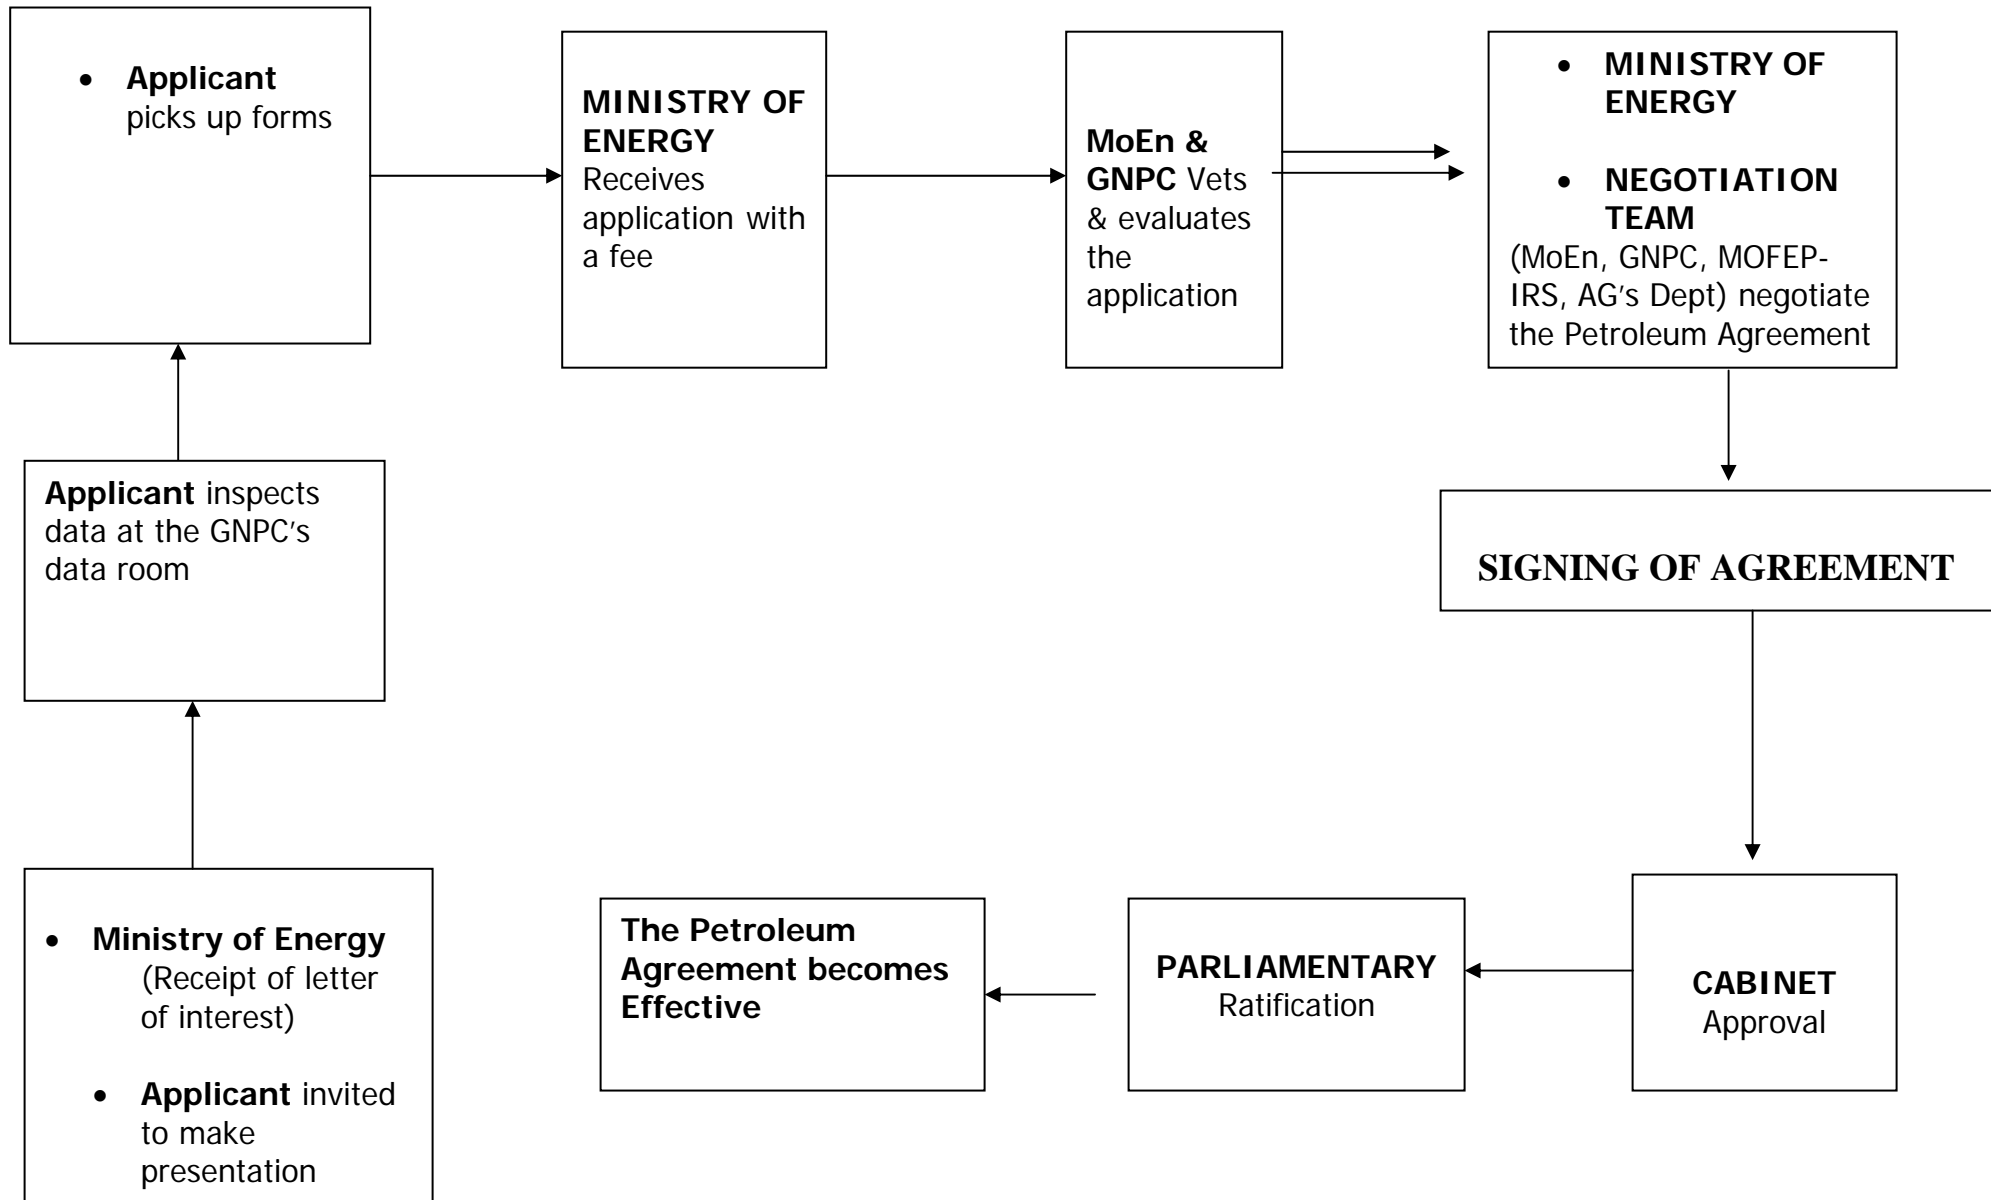 • Applicant
picks up forms
MINISTRY OF
ENERGY
Receives
application with
a fee
MoEn &
GNPC Vets
& evaluates
the
application
• MINISTRY OF
ENERGY
• NEGOTIATION
TEAM
(MoEn, GNPC, MOFEP-
IRS, AG's Dept) negotiate
the Petroleum Agreement
Applicant inspects
data at the GNPC's
data room
SIGNING OF AGREEMENT
• Ministry of Energy
(Receipt of letter
of interest)
• Applicant invited
to make
presentation
The Petroleum
Agreement becomes
Effective
PARLIAMENTARY
Ratification
CABINET
Approval